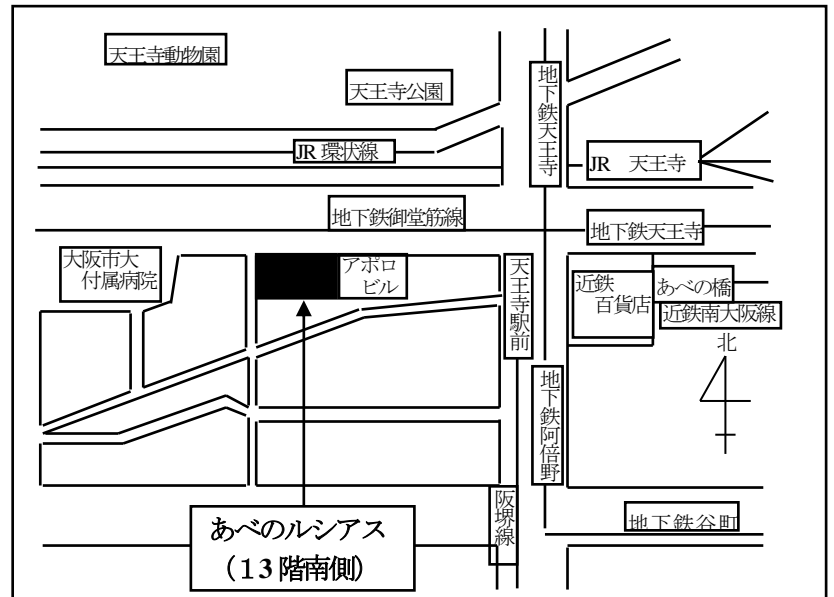 天王寺動物園
天王寺公園
地下鉄天王寺
JR 環状線
JR 天王寺
地下鉄御堂筋線
地下鉄天王寺
大阪市大
付属病院
アポロ
ビル
天王寺駅前
近鉄
百貨店
あべの橋
近鉄南大阪線
北
地下鉄阿倍野
阪堺線
地下鉄谷町
あべのルシアス
（13 階南側）